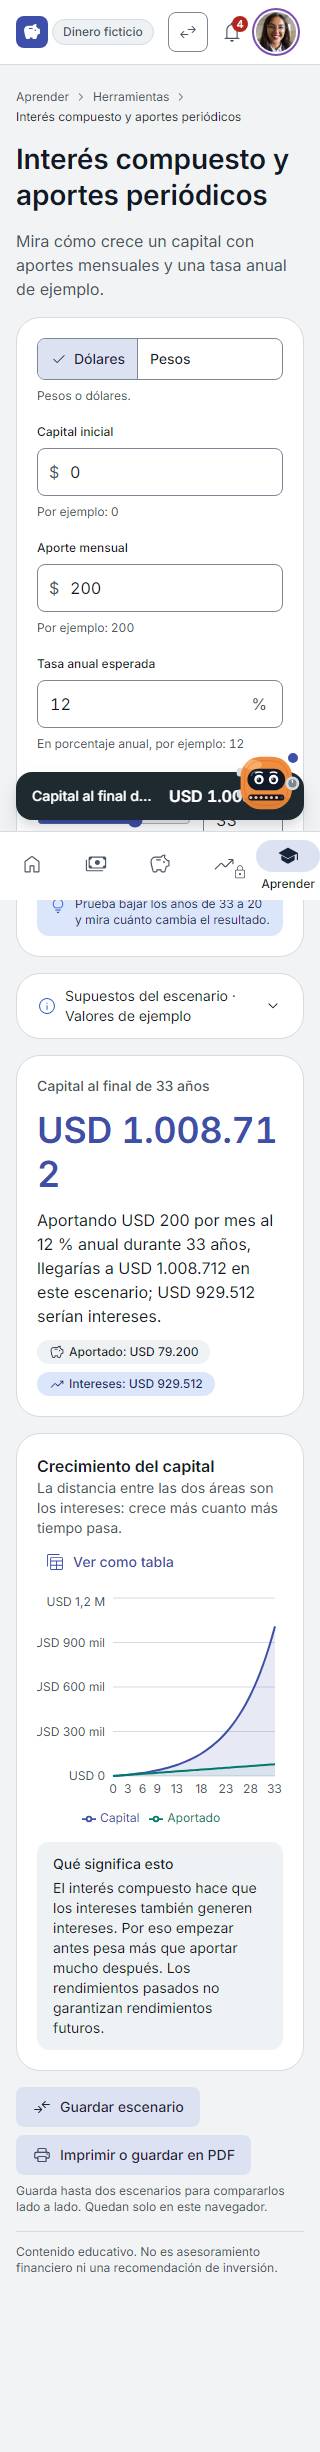 Dinero ficticio
4
Aprender > Herramientas >
Interés compuesto y aportes periódicos
Interés compuesto y
aportes periódicos
Mira cómo crece un capital con
aportes mensuales y una tasa anual
de ejemplo.
Dólares
Pesos
Pesos o dólares.
Capital inicial
$ 0
Por ejemplo: 0
Aporte mensual
$ 200
Por ejemplo: 200
Tasa anual esperada
12 %
En porcentaje anual, por ejemplo: 12
Capital al final d... USD 1.00
33
Aprender
Prueba bajar los años de 33 a 20
y mira cuánto cambia el resultado.
Supuestos del escenario ·
Valores de ejemplo
Capital al final de 33 años
USD 1.008.71
2
Aportando USD 200 por mes al
12 % anual durante 33 años,
llegarías a USD 1.008.712 en
este escenario; USD 929.512
serían intereses.
Aportado: USD 79.200
Intereses: USD 929.512
Crecimiento del capital
La distancia entre las dos áreas son
los intereses: crece más cuanto más
tiempo pasa.
Ver como tabla
USD 1,2 M
USD 900 mil
USD 600 mil
USD 300 mil
USD 0
0 3 6 9 13 18 23 28 33
Capital Aportado
Qué significa esto
El interés compuesto hace que
los intereses también generen
intereses. Por eso empezar
antes pesa más que aportar
mucho después. Los
rendimientos pasados no
garantizan rendimientos
futuros.
Guardar escenario
Imprimir o guardar en PDF
Guarda hasta dos escenarios para compararlos
lado a lado. Quedan solo en este navegador.
Contenido educativo. No es asesoramiento
financiero ni una recomendación de inversión.